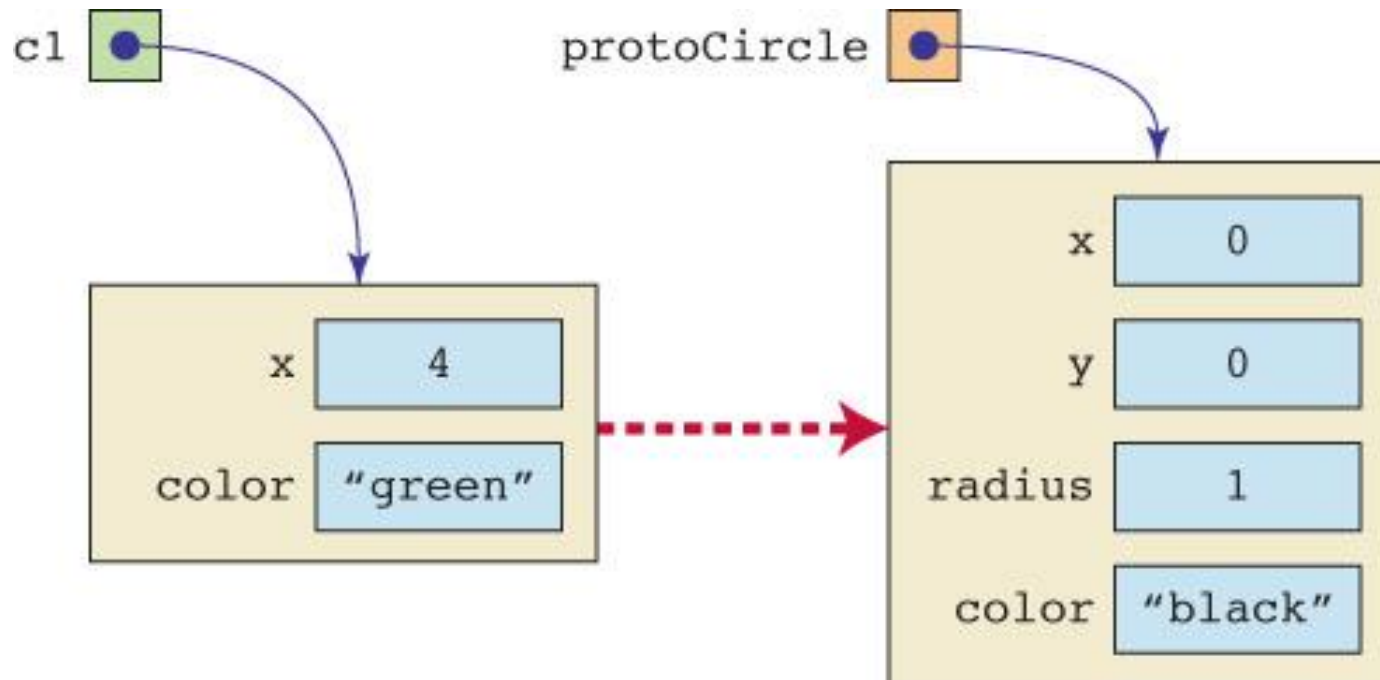 c1
protoCircle
x 4
color “green”
x 0
y 0
radius 1
color “black”